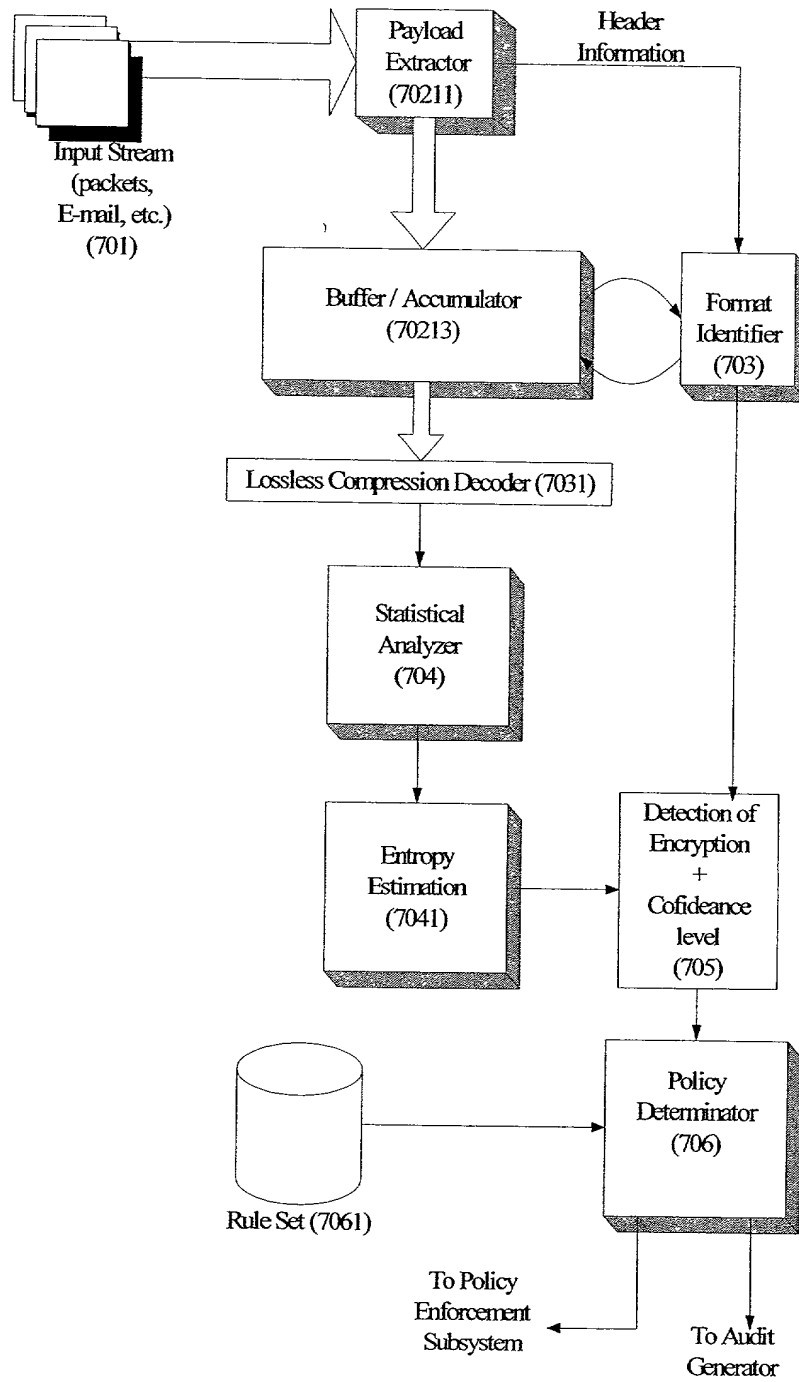 Payload
Extractor
(70211)
Header
Information
Input Stream
(packets,
E-mail, etc.)
(701)
Buffer / Accumulator
(70213)
Format
Identifier
(703)
Lossless Compression Decoder (7031)
Statistical
Analyzer
(704)
Entropy
Estimation
(7041)
Detection of
Encryption
+
Cofideance
level
(705)
Policy
Determinator
(706)
Rule Set (7061)
To Policy
Enforcement
Subsystem
To Audit
Generator